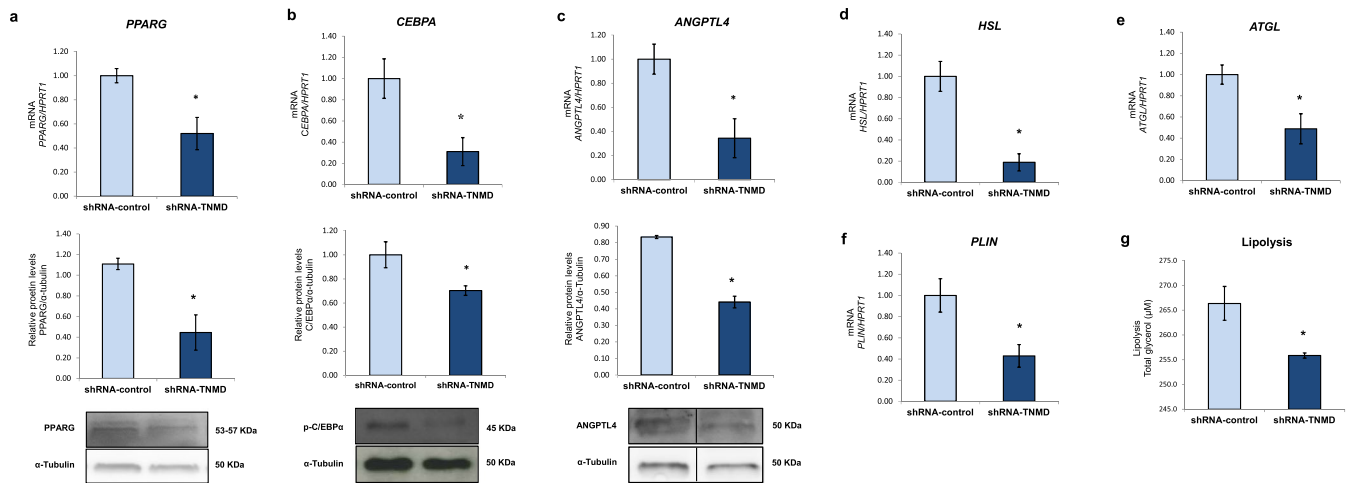 a
PPARG
mRNA
PPARG/HPRT1
1.20
1.00
0.80
0.60
0.40
0.20
0.00
*
shRNA-control
shRNA-TNMD
Relative proetin levels
PPARG/α-tubulin
1.40
1.20
1.00
0.80
0.60
0.40
0.20
0.00
*
shRNA-control
shRNA-TNMD
PPARG
53-57 KDa
α-Tubulin
50 KDa
b
CEBPA
mRNA
CEBPA/HPRT1
1.40
1.20
1.00
0.80
0.60
0.40
0.20
0.00
*
shRNA-control
shRNA-TNMD
Relative protein levels
C/EBPα/α-tubulin
1.20
1.00
0.80
0.60
0.40
0.20
0.00
*
shRNA-control
shRNA-TNMD
p-C/EBPα
45 KDa
α-Tubulin
50 KDa
c
ANGPTL4
mRNA
ANGPTL4/HPRT1
1.20
1.00
0.80
0.60
0.40
0.20
0.00
*
shRNA-control
shRNA-TNMD
Relative protein levels
ANGPTL4/α-Tubulin
0.90
0.80
0.70
0.60
0.50
0.40
0.30
0.20
0.10
0.00
*
shRNA-control
shRNA-TNMD
ANGPTL4
50 KDa
α-Tubulin
50 KDa
d
HSL
mRNA
HSL/HPRT1
1.40
1.20
1.00
0.80
0.60
0.40
0.20
0.00
*
shRNA-control
shRNA-TNMD
e
ATGL
mRNA
ATGL/HPRT1
1.40
1.20
1.00
0.80
0.60
0.40
0.20
0.00
*
shRNA-control
shRNA-TNMD
f
PLIN
mRNA
PLIN/HPRT1
1.40
1.20
1.00
0.80
0.60
0.40
0.20
0.00
*
shRNA-control
shRNA-TNMD
g
Lipolysis
Lipolysis
Total glycerol (µM)
275.0
270.0
265.0
260.0
255.0
250.0
245.0
*
shRNA-control
shRNA-TNMD